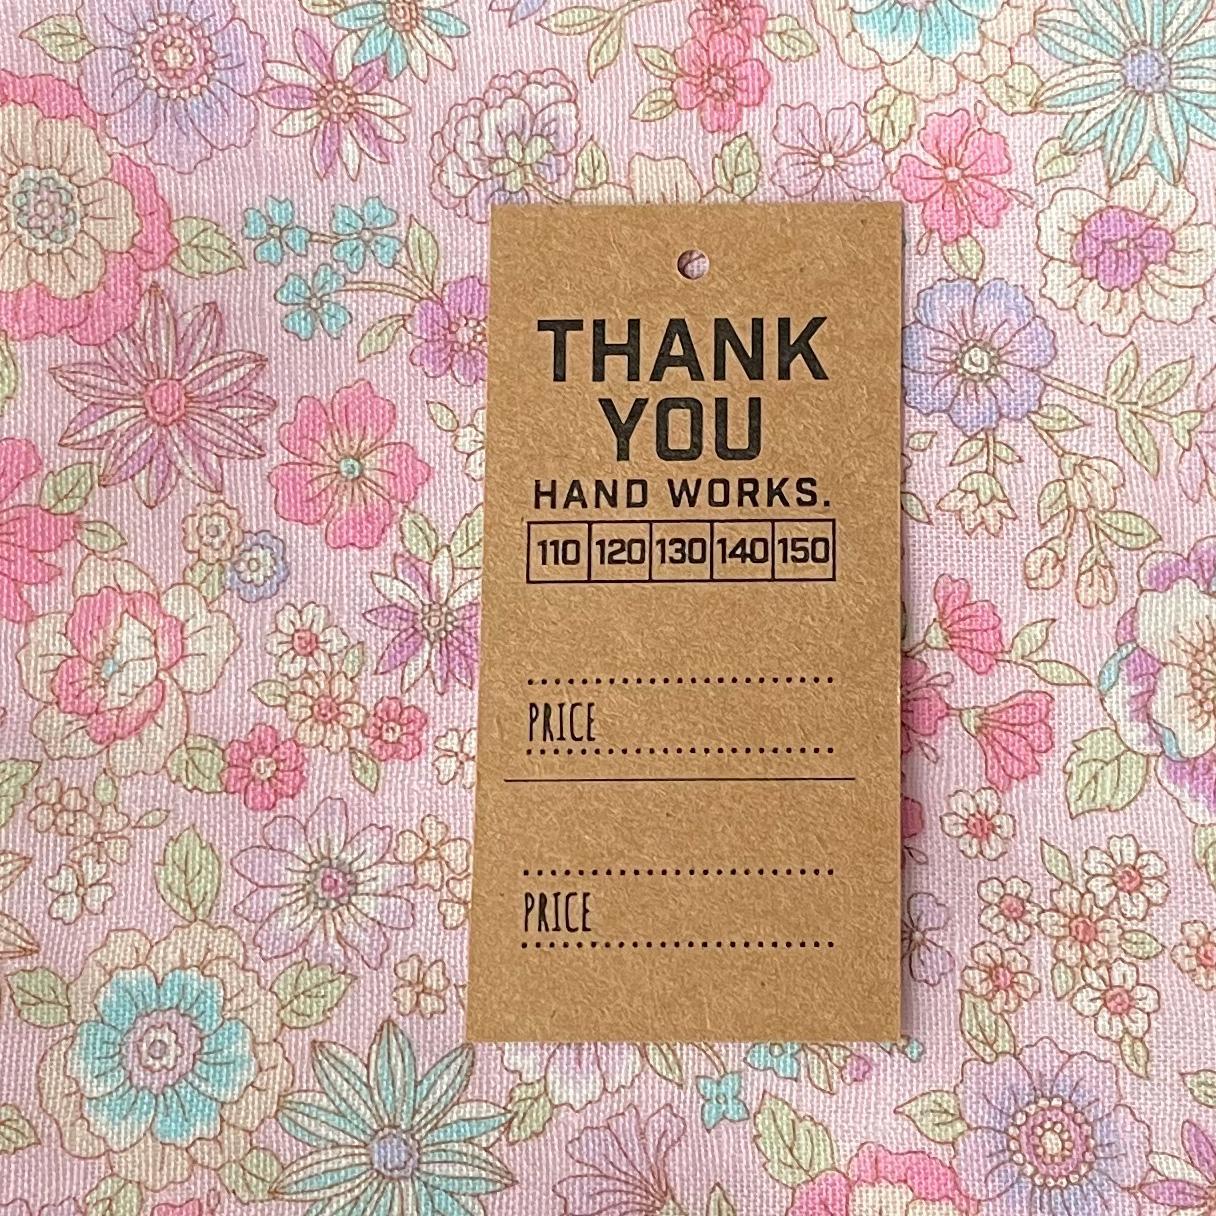 THANK
YOU
HAND WORKS.
110 120 130 140 150
PRICE
PRICE